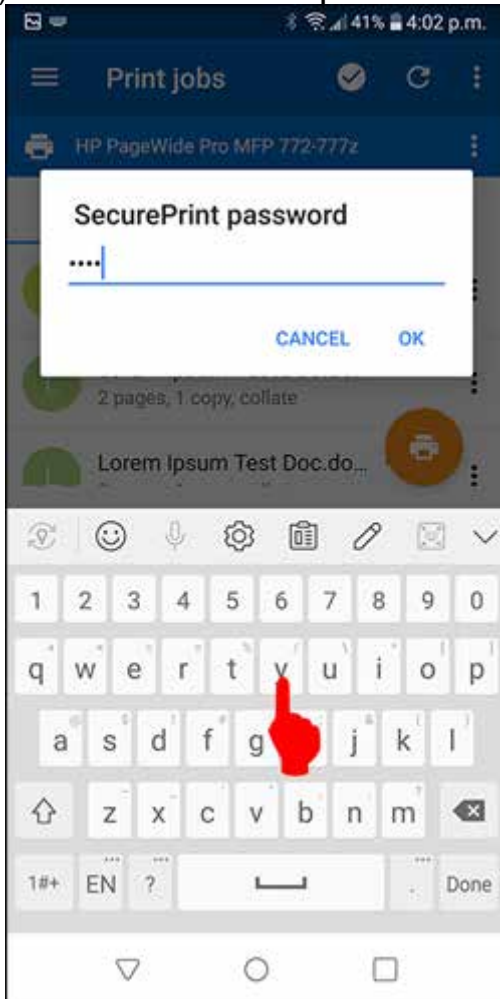 41% 4:02 p.m.
Print jobs
HP PageWide Pro MFP 772-777z
SecurePrint password
••••
CANCEL OK
2 pages, 1 copy, collate
Lorem Ipsum Test Doc.do...
1 2 3 4 5 6 7 8 9 0
q w e r t y u i o p
a s d f g j k l
z x c v b n m
1#+ EN ? . Done